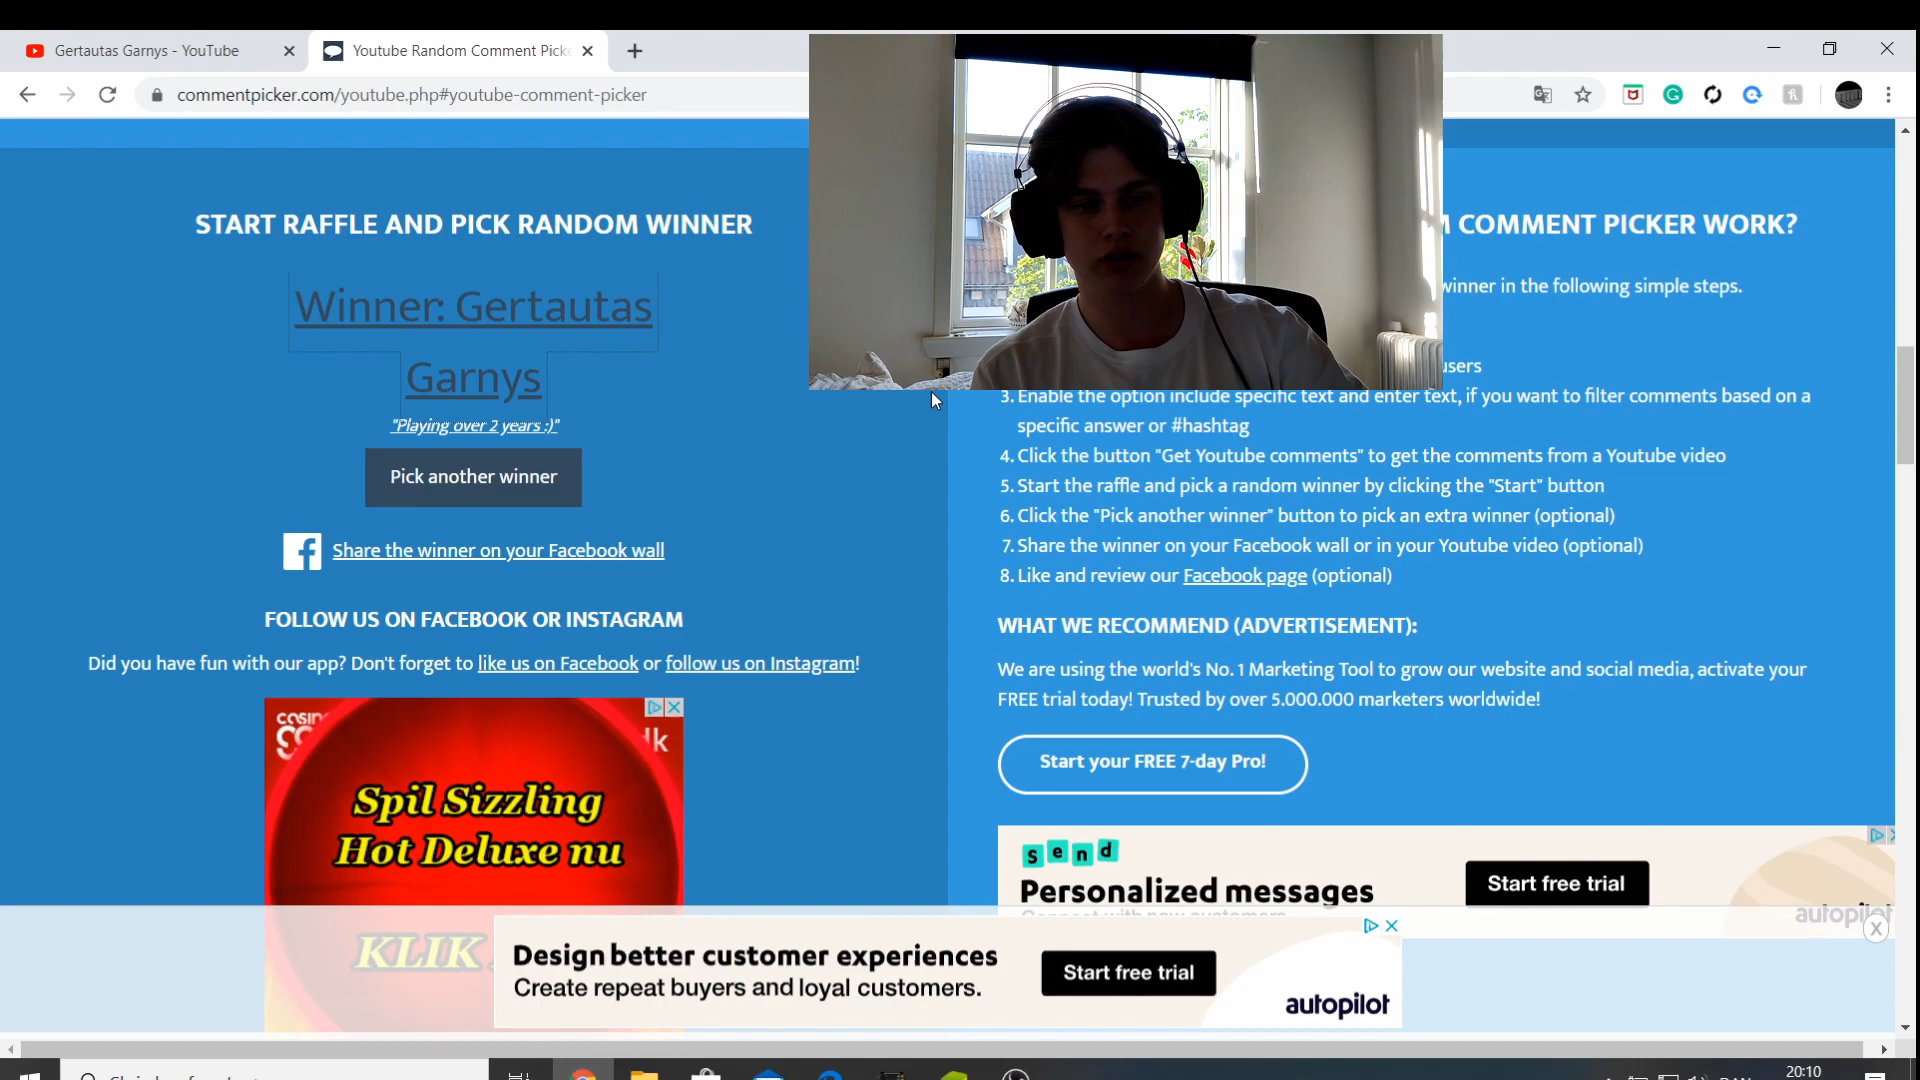 Gertautas Garnys - YouTube
Youtube Random Comment Pick
commentpicker.com/youtube.php#youtube-comment-picker
START RAFFLE AND PICK RANDOM WINNER
Winner: Gertautas
Garnys
"Playing over 2 years :)"
Pick another winner
Share the winner on your Facebook wall
FOLLOW US ON FACEBOOK OR INSTAGRAM
Did you have fun with our app? Don't forget to like us on Facebook or follow us on Instagram!
Spil Sizzling
Hot Deluxe nu
KLIK
COMMENT PICKER WORK?
winner in the following simple steps.
users
3. Enable the option include specific text and enter text, if you want to filter comments based on a
specific answer or #hashtag
4. Click the button "Get Youtube comments" to get the comments from a Youtube video
5. Start the raffle and pick a random winner by clicking the "Start" button
6. Click the "Pick another winner" button to pick an extra winner (optional)
7. Share the winner on your Facebook wall or in your Youtube video (optional)
8. Like and review our Facebook page (optional)
WHAT WE RECOMMEND (ADVERTISEMENT):
We are using the world's No. 1 Marketing Tool to grow our website and social media, activate your
FREE trial today! Trusted by over 5.000.000 marketers worldwide!
Start your FREE 7-day Pro!
send
Personalized messages
Start free trial
autopilot
Design better customer experiences
Create repeat buyers and loyal customers.
Start free trial
autopilot
20:10